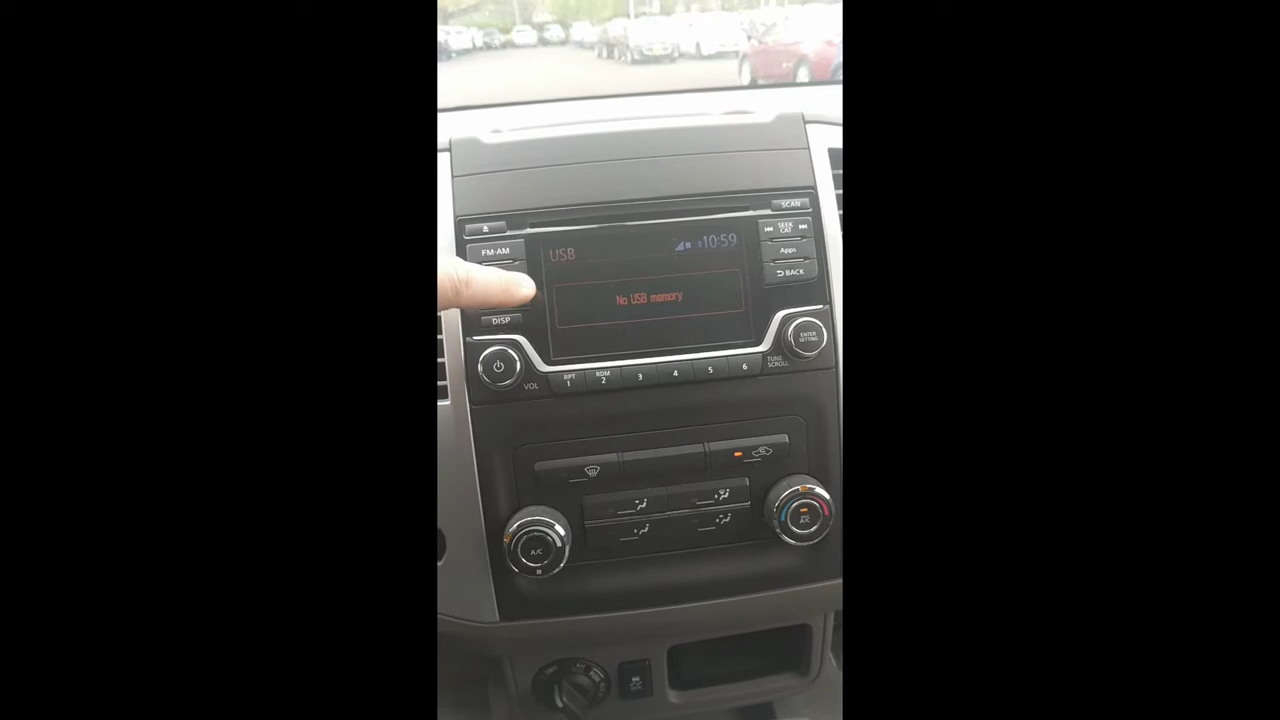 SCAN
FM-AM
USB
10:59
SEEK
CAT
Apps
BACK
No USB memory
DISP
ENTER
SETTING
VOL
RPT
1
RDM
2
3
4
5
6
TUNE
SCROLL
A/C
A/C